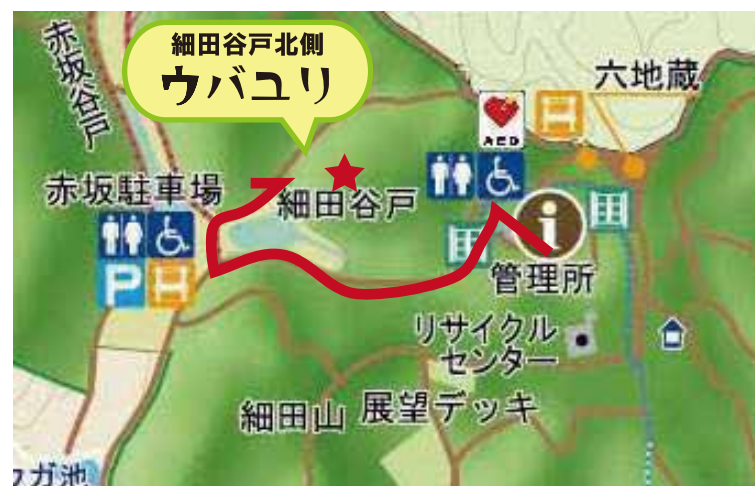 細田谷戸北側
ウバユリ
赤坂谷戸
六地蔵
AED
赤坂駐車場
細田谷戸
P
i
管理所
リサイクル
センター
細田山
展望デッキ
ウガ池